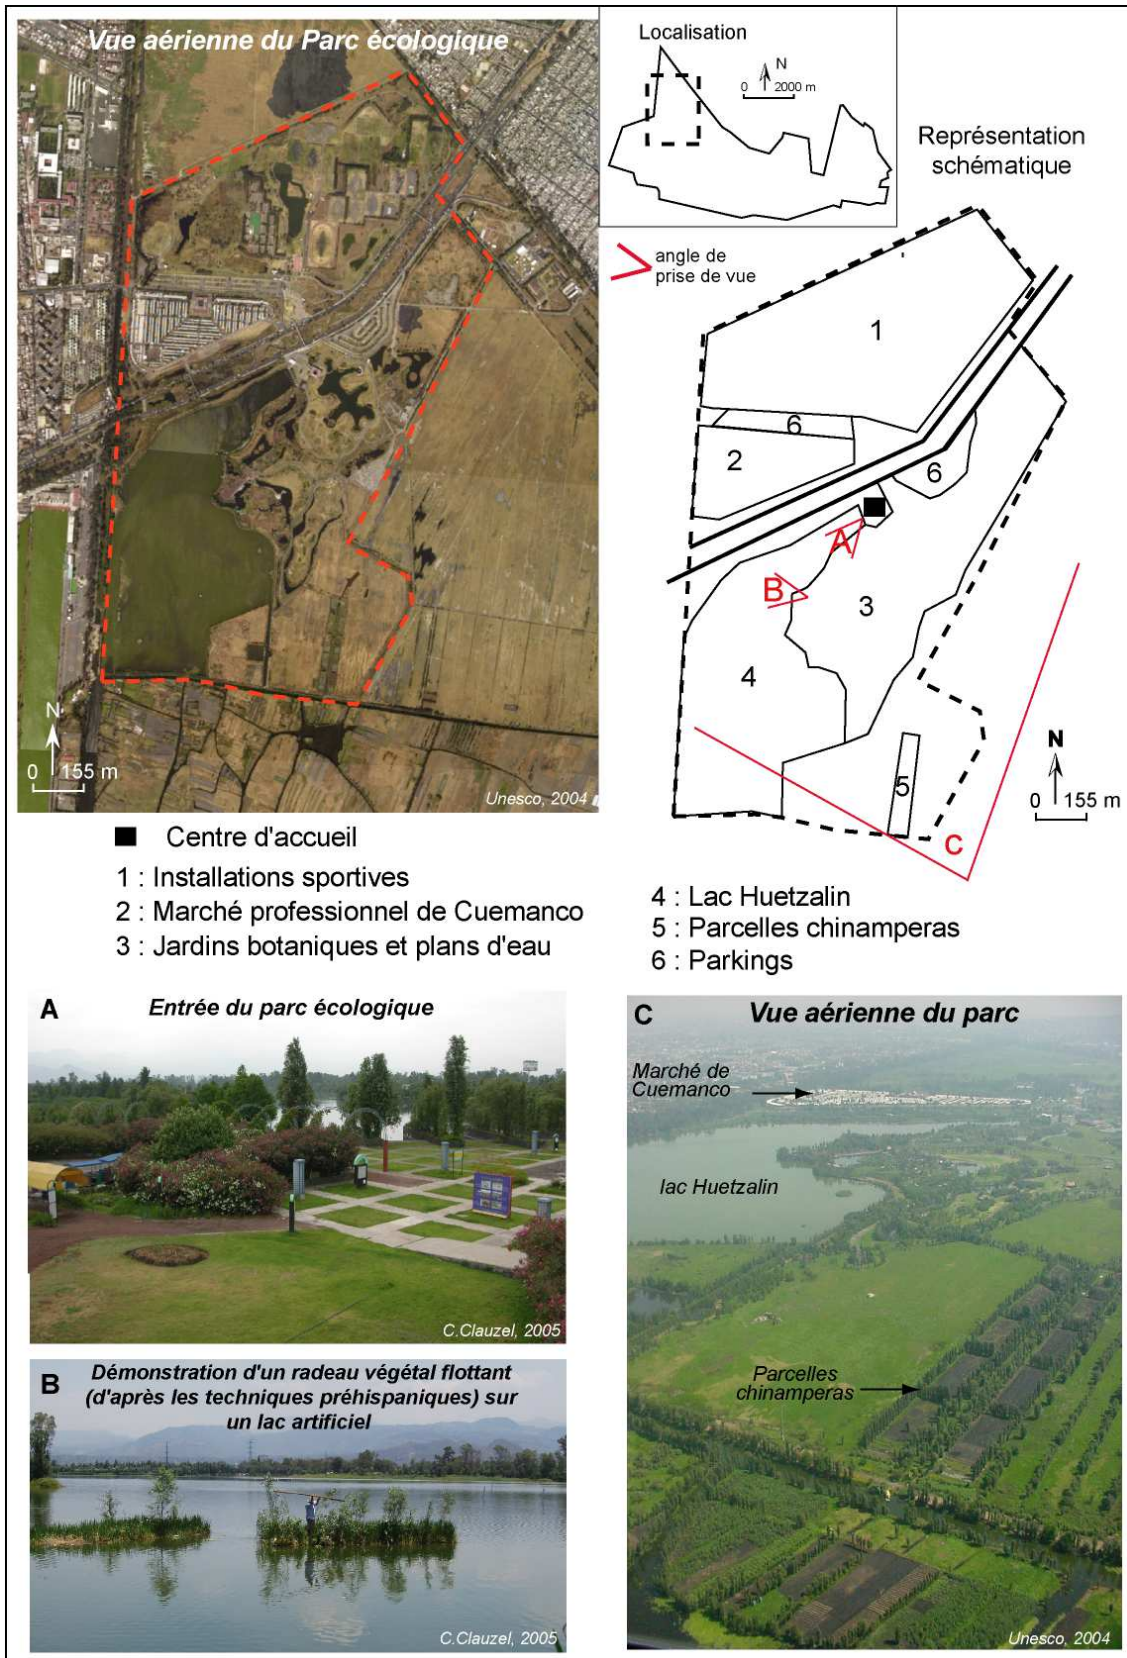 Vue aérienne du Parc écologique
N
0 155 m
Unesco, 2004
Localisation
N
0 2000 m
Représentation
schématique
angle de
prise de vue
1
6
2
6
A
B
3
4
5
C
N
0 155 m
Centre d'accueil
1 : Installations sportives
2 : Marché professionnel de Cuemanco
3 : Jardins botaniques et plans d'eau
4 : Lac Huetzalin
5 : Parcelles chinamperas
6 : Parkings
A Entrée du parc écologique
C.Clauzel, 2005
B Démonstration d'un radeau végétal flottant
(d'après les techniques préhispaniques) sur
un lac artificiel
C.Clauzel, 2005
C Vue aérienne du parc
Marché de
Cuemanco
lac Huetzalin
Parcelles
chinamperas
Unesco, 2004